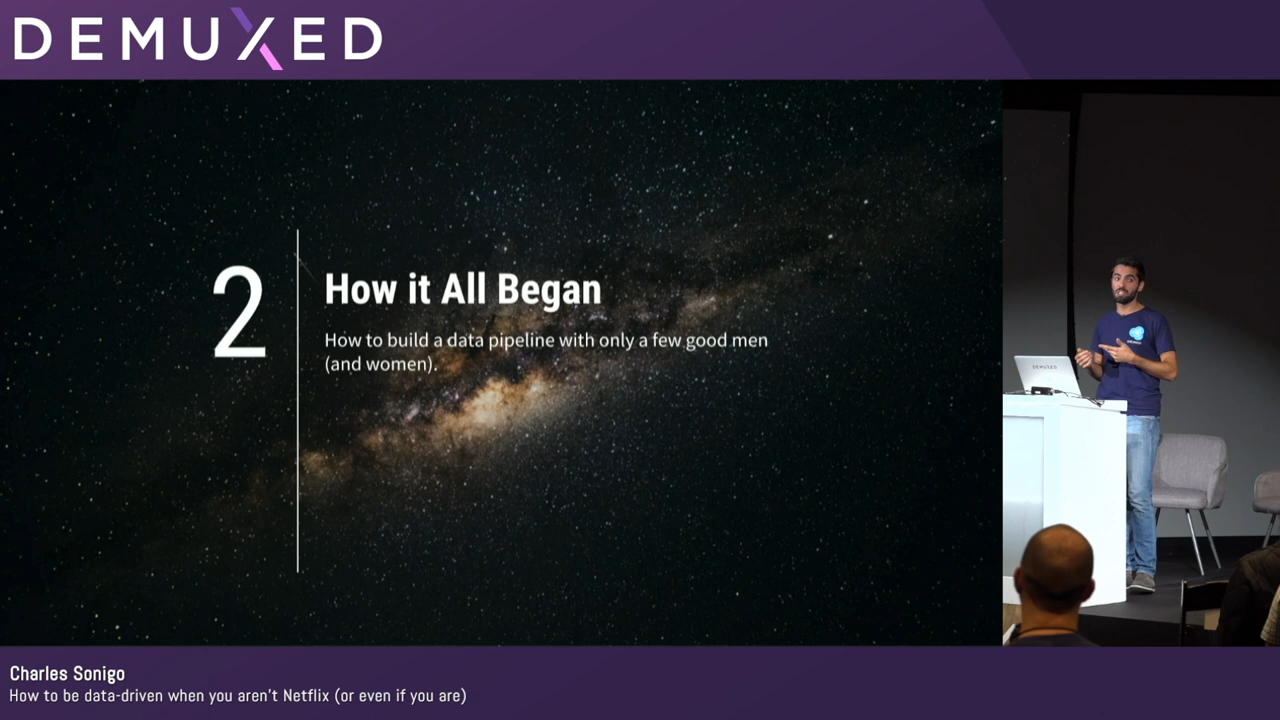 DEMUXED
2
How it All Began
How to build a data pipeline with only a few good men
(and women).
DEMUXED
Charles Sonigo
How to be data-driven when you aren't Netflix (or even if you are)